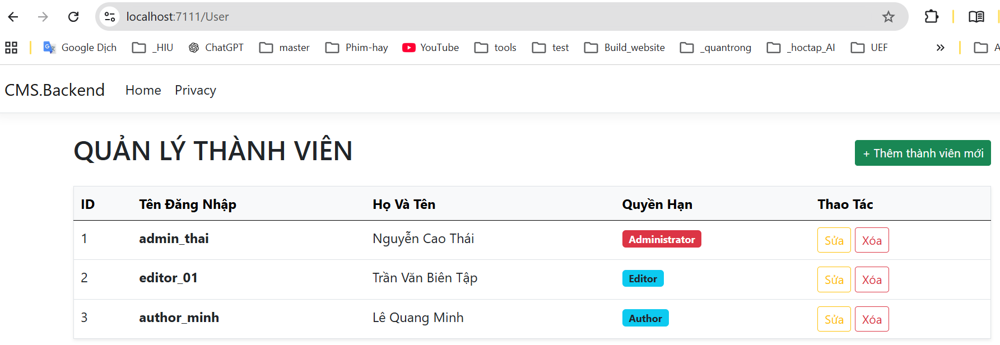 localhost:7111/User
Google Dịch _HIU ChatGPT master Phim-hay YouTube tools test Build_website _quantrong _hoctap_AI UEF
CMS.Backend Home Privacy
QUẢN LÝ THÀNH VIÊN
+ Thêm thành viên mới
ID Tên Đăng Nhập Họ Và Tên Quyền Hạn Thao Tác
1 admin_thai Nguyễn Cao Thái Administrator Sửa Xóa
2 editor_01 Trần Văn Biên Tập Editor Sửa Xóa
3 author_minh Lê Quang Minh Author Sửa Xóa